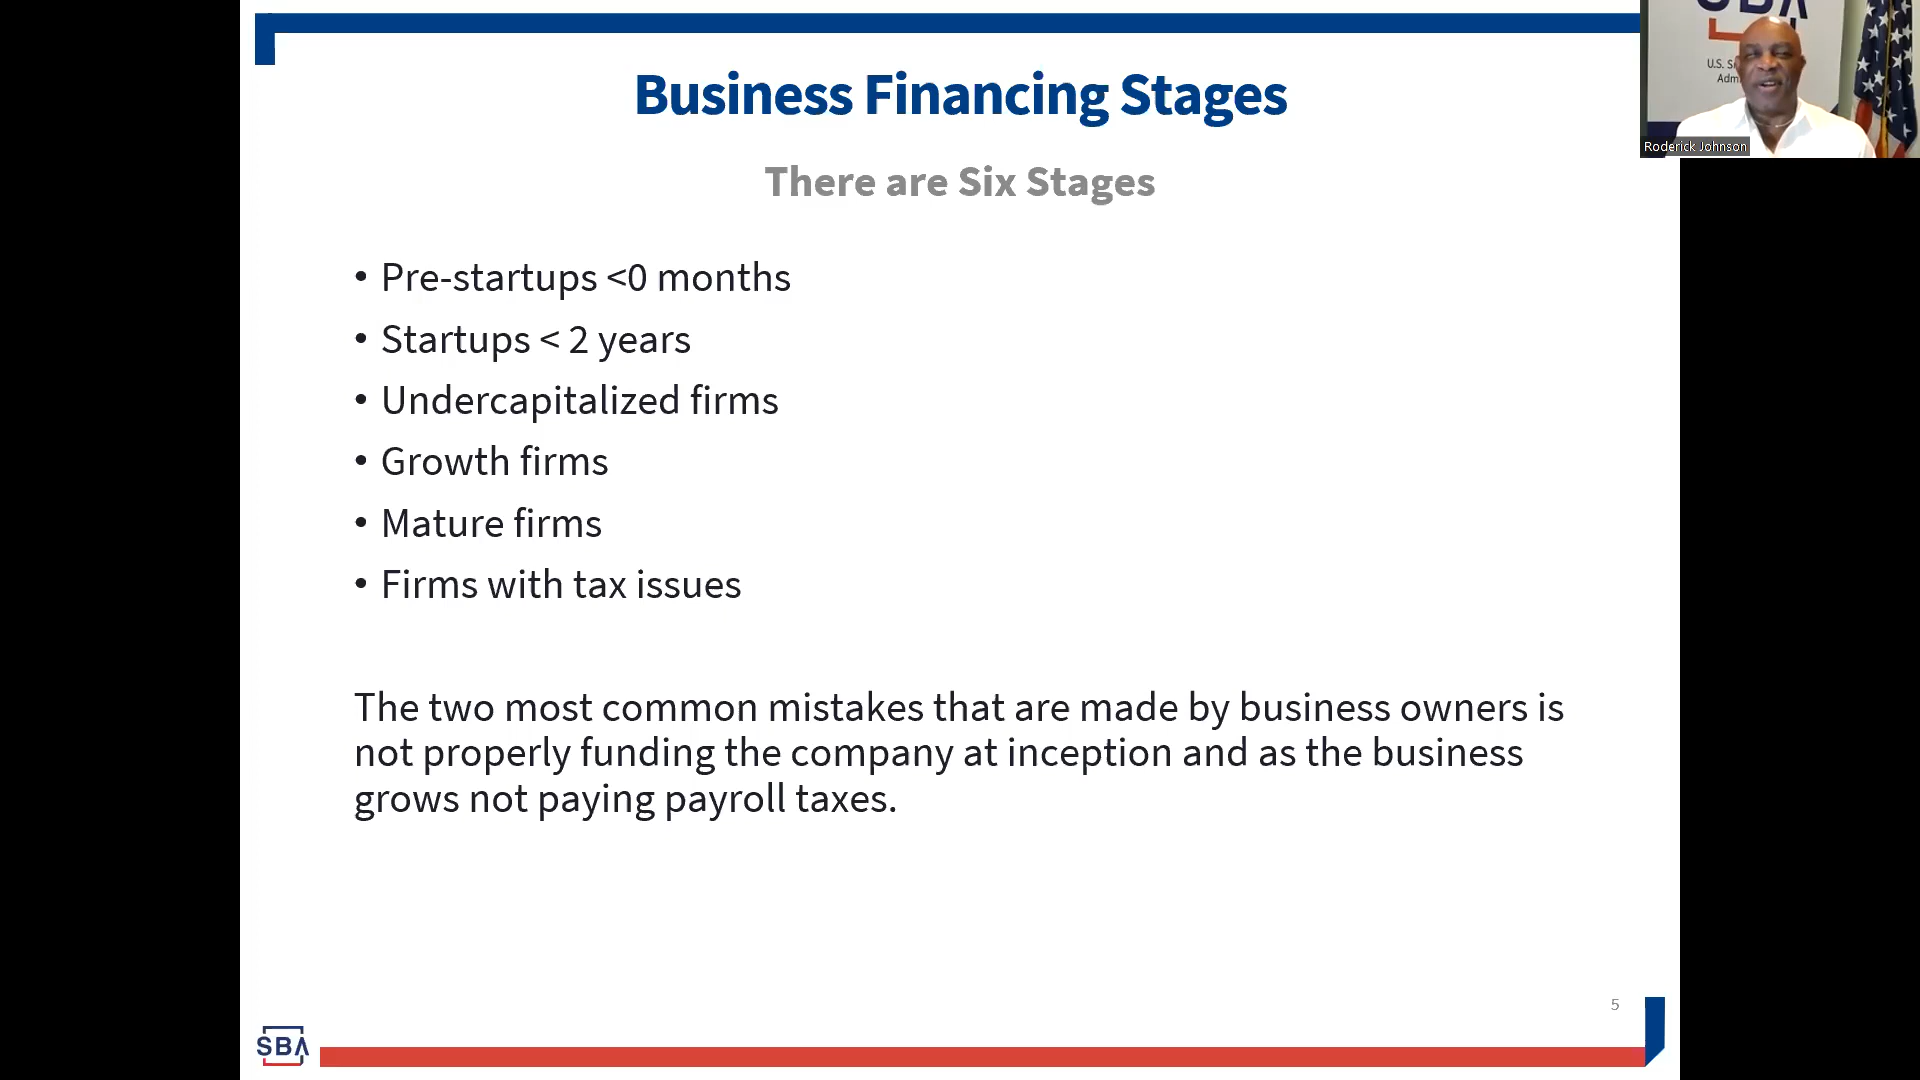 Business Financing Stages
There are Six Stages
• Pre-startups <0 months
• Startups < 2 years
• Undercapitalized firms
• Growth firms
• Mature firms
• Firms with tax issues
The two most common mistakes that are made by business owners is
not properly funding the company at inception and as the business
grows not paying payroll taxes.
5
SBA
SBA
U.S.
Roderick Johnson